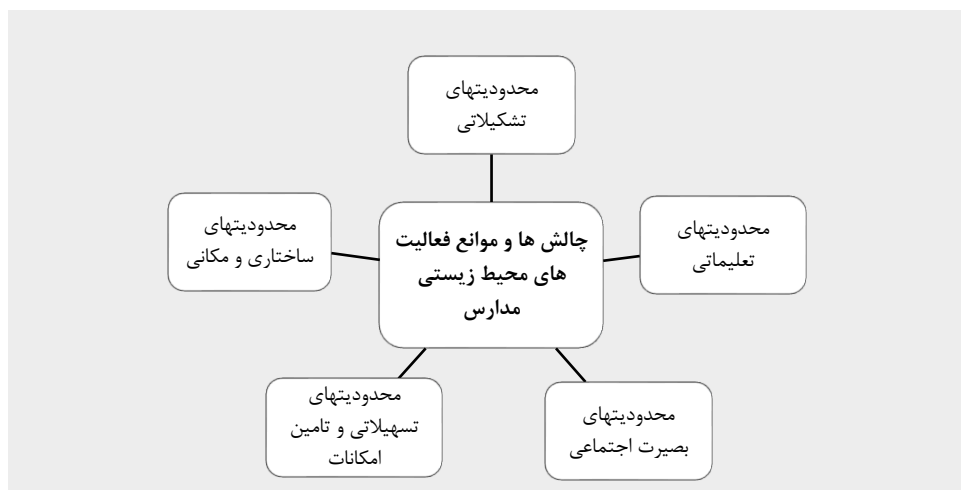 محدودیتهای
تشکیلاتی
محدودیتهای
تعلیماتی
محدودیتهای
ساختاری و مکانی
چالش ها و موانع فعالیت
های محیط زیستی
مدارس
محدودیتهای
بصیرت اجتماعی
محدودیتهای
تسهیلاتی و تامین
امکانات